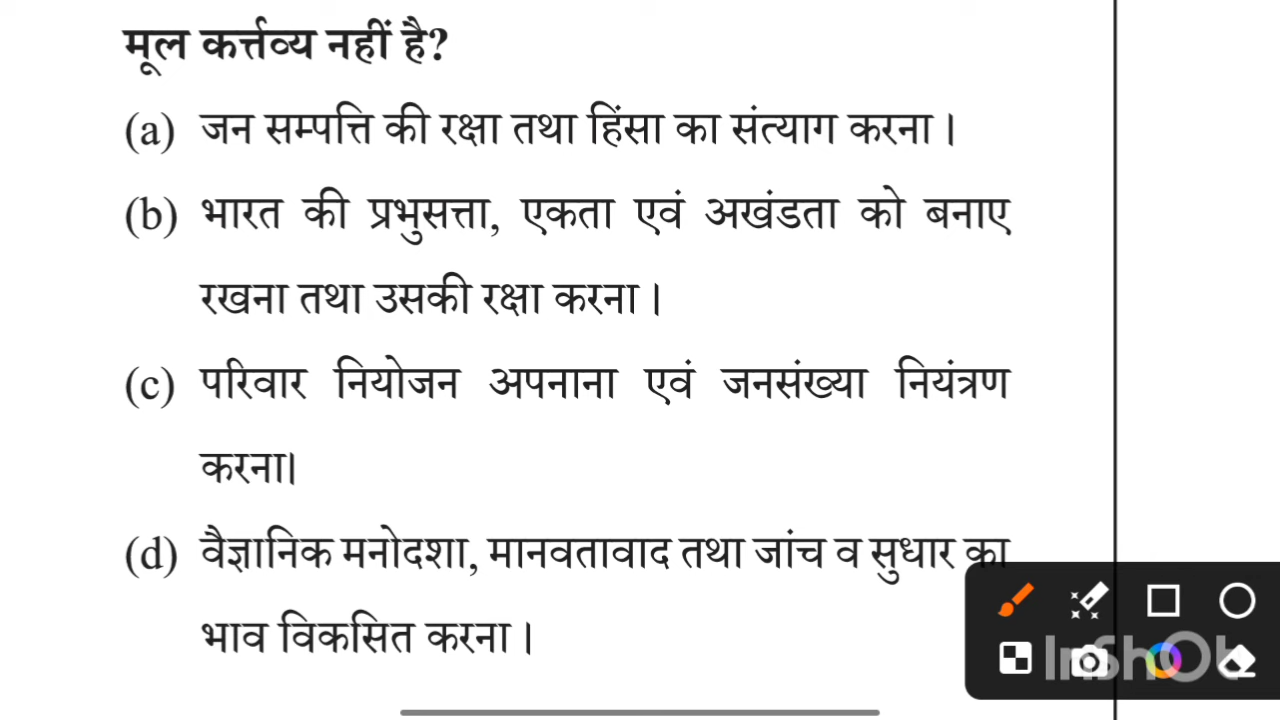 मूल कर्त्तव्य नहीं है?
(a) जन सम्पत्ति की रक्षा तथा हिंसा का संत्याग करना।
(b) भारत की प्रभुसत्ता, एकता एवं अखंडता को बनाए
रखना तथा उसकी रक्षा करना।
(c) परिवार नियोजन अपनाना एवं जनसंख्या नियंत्रण
करना।
(d) वैज्ञानिक मनोदशा, मानवतावाद तथा जांच व सुधार का
भाव विकसित करना।
InShOt